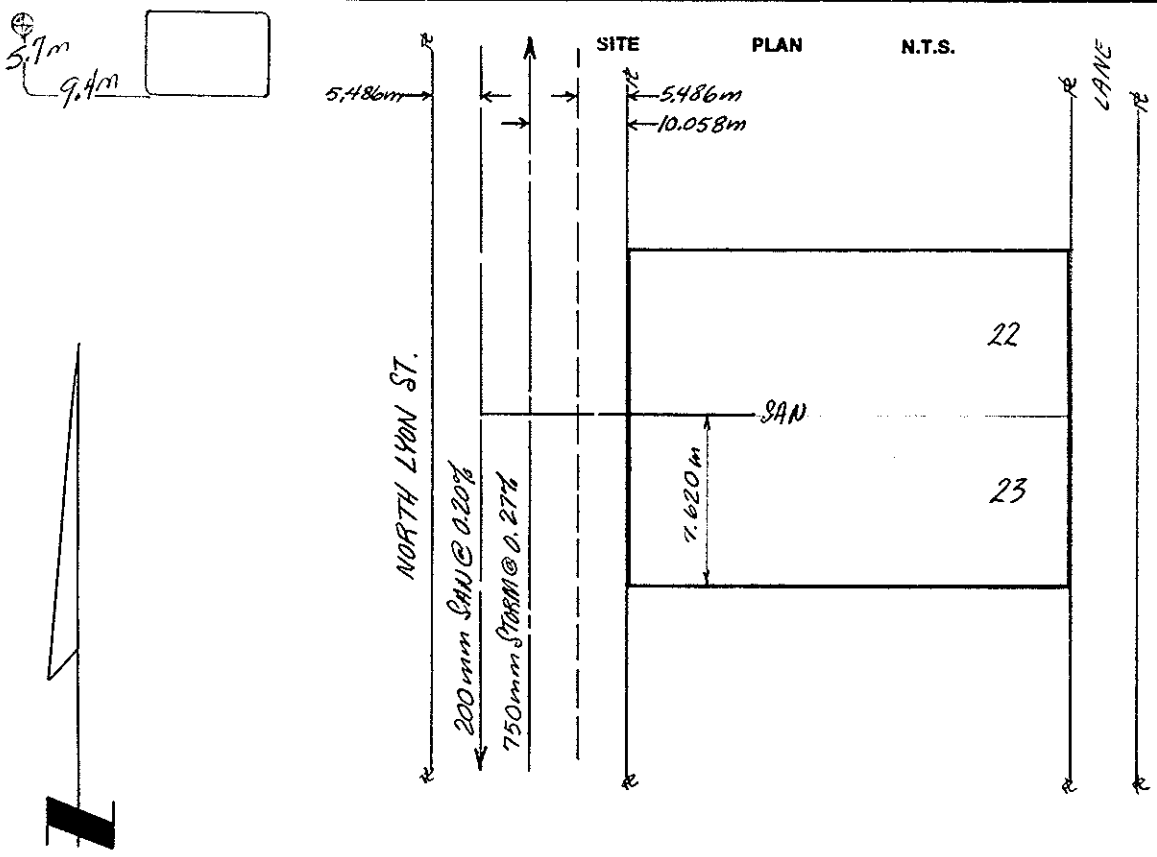 SITE PLAN N.T.S.
5.7m
9.4m
LANE
5.486m
5.486m
10.058m
22
NORTH LYON ST.
SAN
7.620m
23
200mm SAN @ 0.20%
750mm STORM @ 0.27%